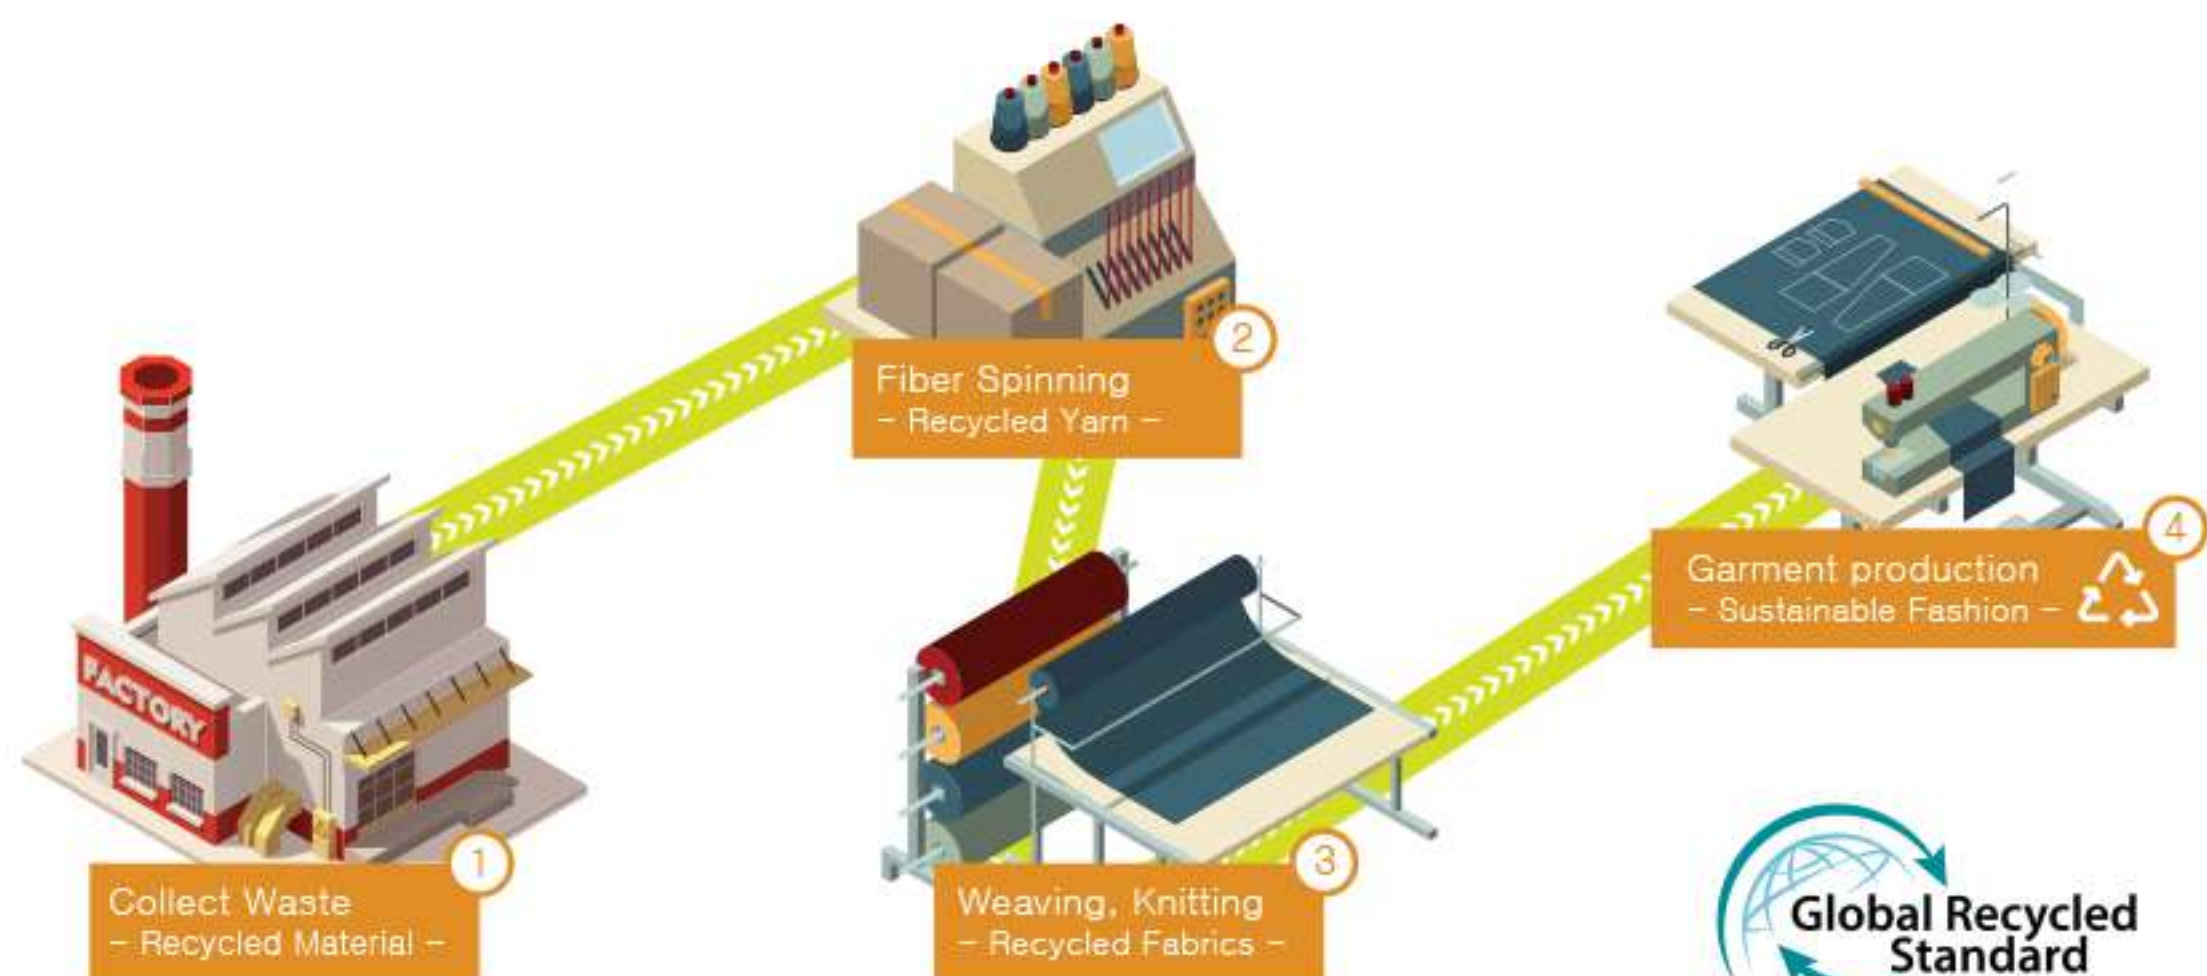 FACTORY
1
Collect Waste
- Recycled Material -
2
Fiber Spinning
- Recycled Yarn -
3
Weaving, Knitting
- Recycled Fabrics -
4
Garment production
- Sustainable Fashion -
Global Recycled
Standard